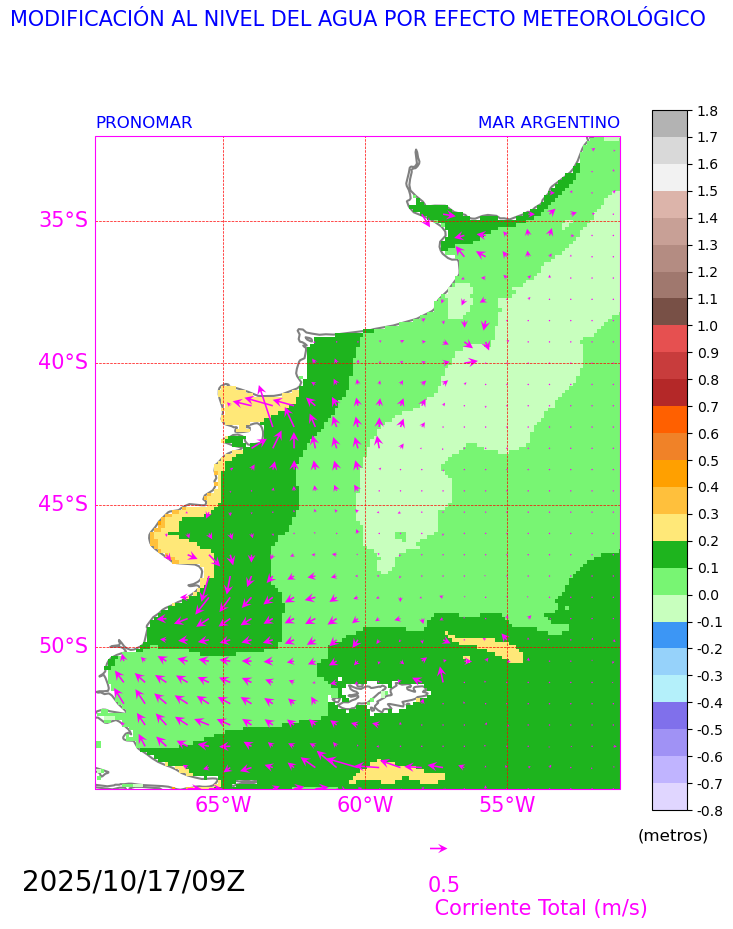 MODIFICACIÓN AL NIVEL DEL AGUA POR EFECTO METEOROLÓGICO
PRONOMAR
MAR ARGENTINO
35°S
40°S
45°S
50°S
65°W
60°W
55°W
1.8
1.7
1.6
1.5
1.4
1.3
1.2
1.1
1.0
0.9
0.8
0.7
0.6
0.5
0.4
0.3
0.2
0.1
0.0
-0.1
-0.2
-0.3
-0.4
-0.5
-0.6
-0.7
-0.8
(metros)
2025/10/17/09Z
0.5
Corriente Total (m/s)